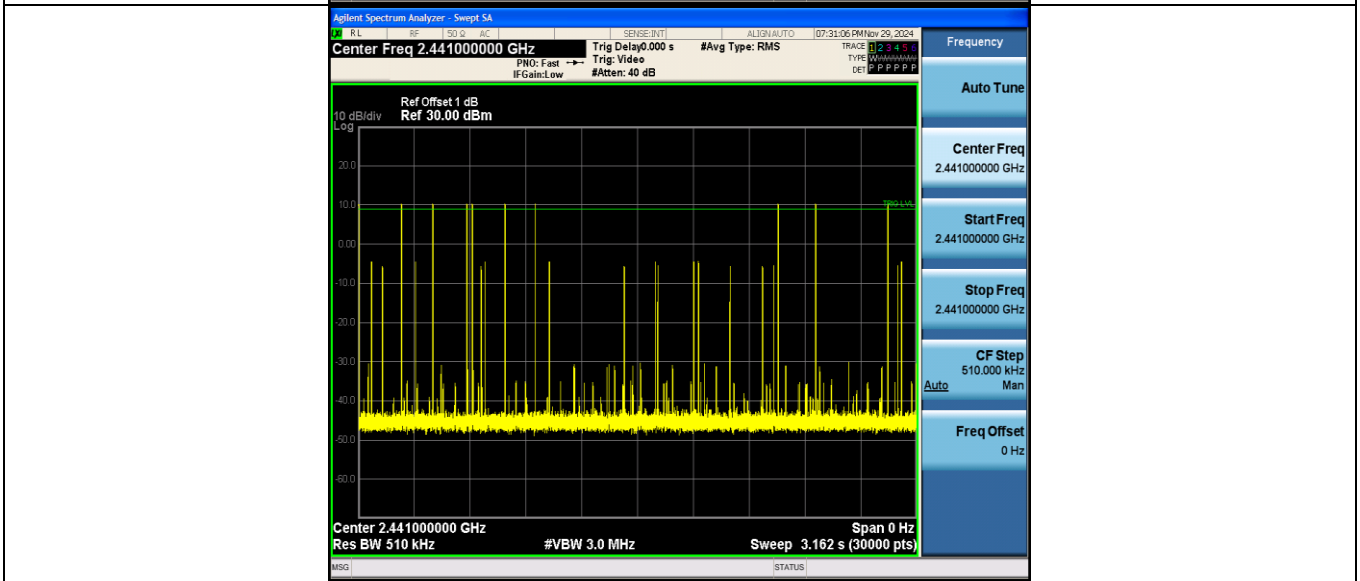 Agilent Spectrum Analyzer - Swept SA
RL RF 50 Ω AC SENSE:INT ALIGNAUTO 07:31:06 PM Nov 29, 2024
Center Freq 2.441000000 GHz Trig Delay0.000 s #Avg Type: RMS TRACE 1 2 3 4 5 6
PNO: Fast Trig: Video TYPE
IFGain:Low #Atten: 40 dB DET P P P P P P
Ref Offset 1 dB
10 dB/div Ref 30.00 dBm
Log
20.0
10.0
TRIG LVL
0.00
-10.0
-20.0
-30.0
-40.0
-50.0
-60.0
Center 2.441000000 GHz Span 0 Hz
Res BW 510 kHz #VBW 3.0 MHz Sweep 3.162 s (30000 pts)
MSG STATUS
Frequency
Auto Tune
Center Freq
2.441000000 GHz
Start Freq
2.441000000 GHz
Stop Freq
2.441000000 GHz
CF Step
510.000 kHz
Auto Man
Freq Offset
0 Hz